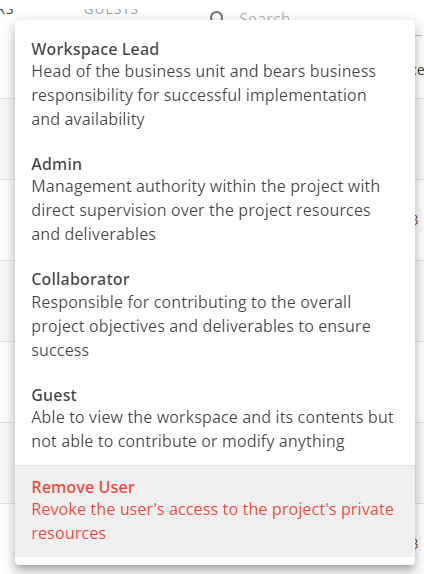 GUESTS
Search
Workspace Lead
Head of the business unit and bears business
responsibility for successful implementation
and availability
Admin
Management authority within the project with
direct supervision over the project resources
and deliverables
Collaborator
Responsible for contributing to the overall
project objectives and deliverables to ensure
success
Guest
Able to view the workspace and its contents but
not able to contribute or modify anything
Remove User
Revoke the user's access to the project's private
resources